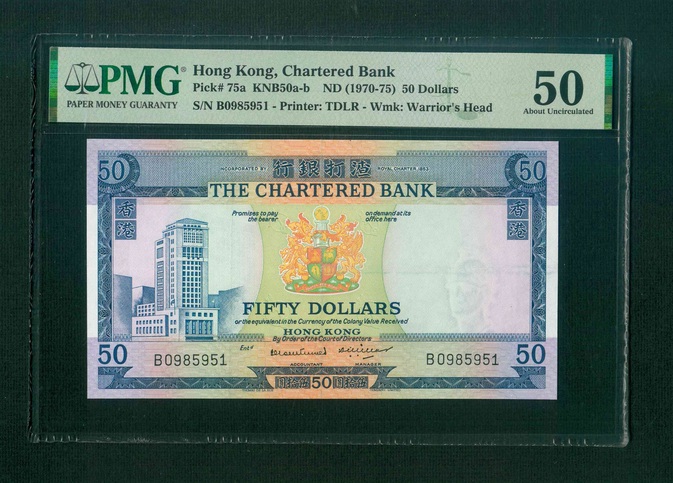 PMG®
PAPER MONEY GUARANTY
Hong Kong, Chartered Bank
Pick# 75a KNB50a-b ND (1970-75) 50 Dollars
S/N B0985951 - Printer: TDLR - Wmk: Warrior's Head
50
About Uncirculated
50 INCORPORATED BY 行銀打渣 ROYAL CHARTER 1853 50
THE CHARTERED BANK
香港 香港
Promises to pay the bearer
on demand at its office here
FIFTY DOLLARS
or the equivalent in the Currency of the Colony Value Received
HONG KONG
By Order of the Court of Directors
50 B0985951 Entd B0985951 50
ACCOUNTANT MANAGER
50